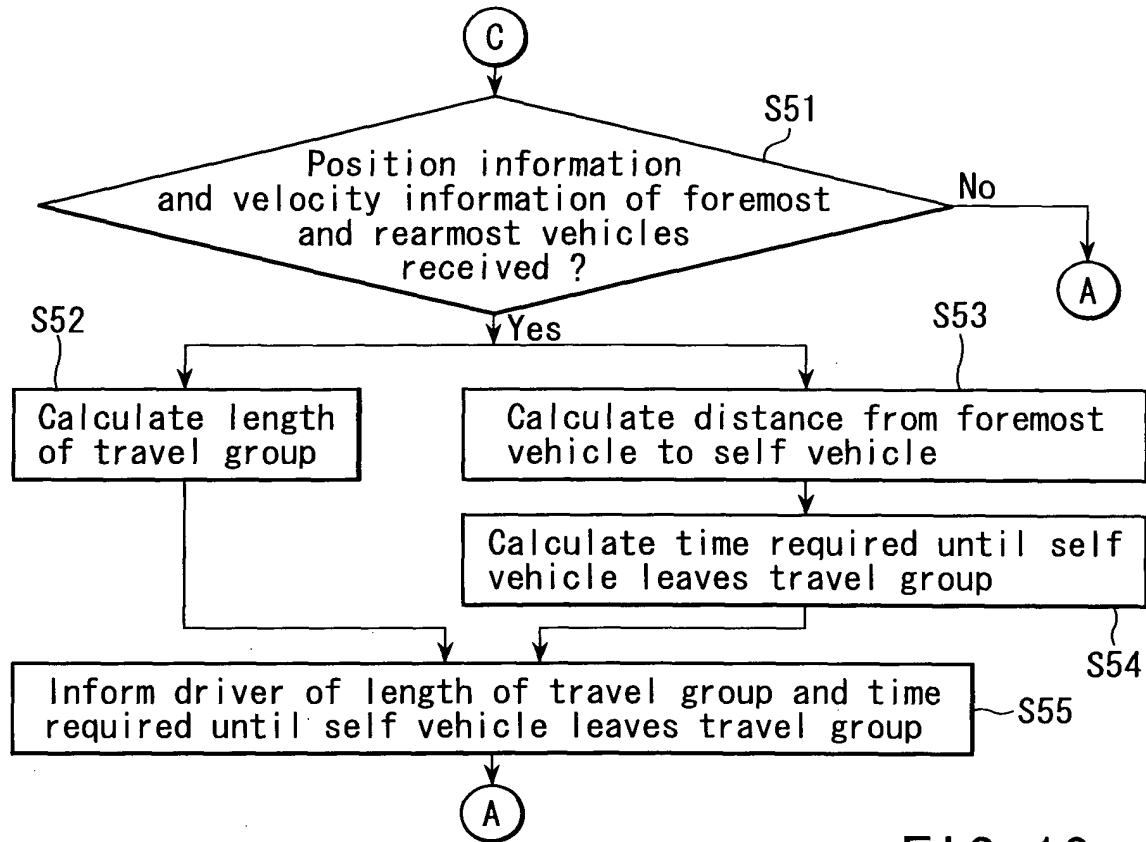 C
S51
Position information
and velocity information of foremost
and rearmost vehicles
received ?
No
A
Yes
S52
S53
Calculate length
of travel group
Calculate distance from foremost
vehicle to self vehicle
Calculate time required until self
vehicle leaves travel group
S54
Inform driver of length of travel group and time
required until self vehicle leaves travel group
S55
A